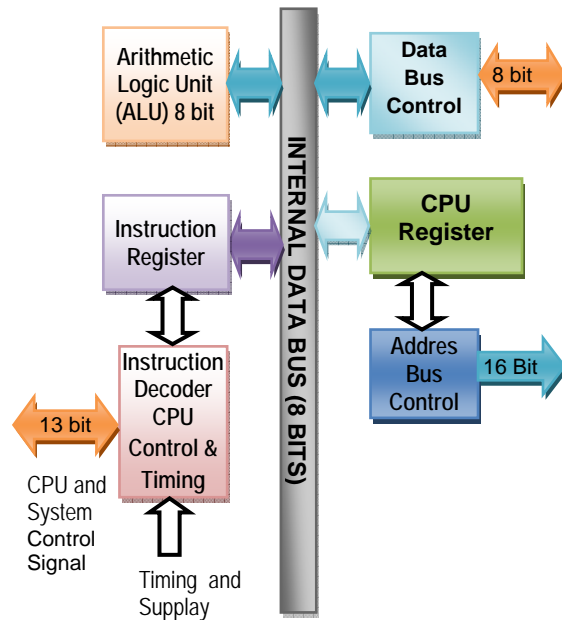 Arithmetic
Logic Unit
(ALU) 8 bit
Data
Bus
Control
8 bit
INTERNAL DATA BUS (8 BITS)
Instruction
Register
CPU
Register
Instruction
Decoder
CPU
Control &
Timing
Addres
Bus
Control
16 Bit
13 bit
CPU and
System
Control
Signal
Timing and
Supplay